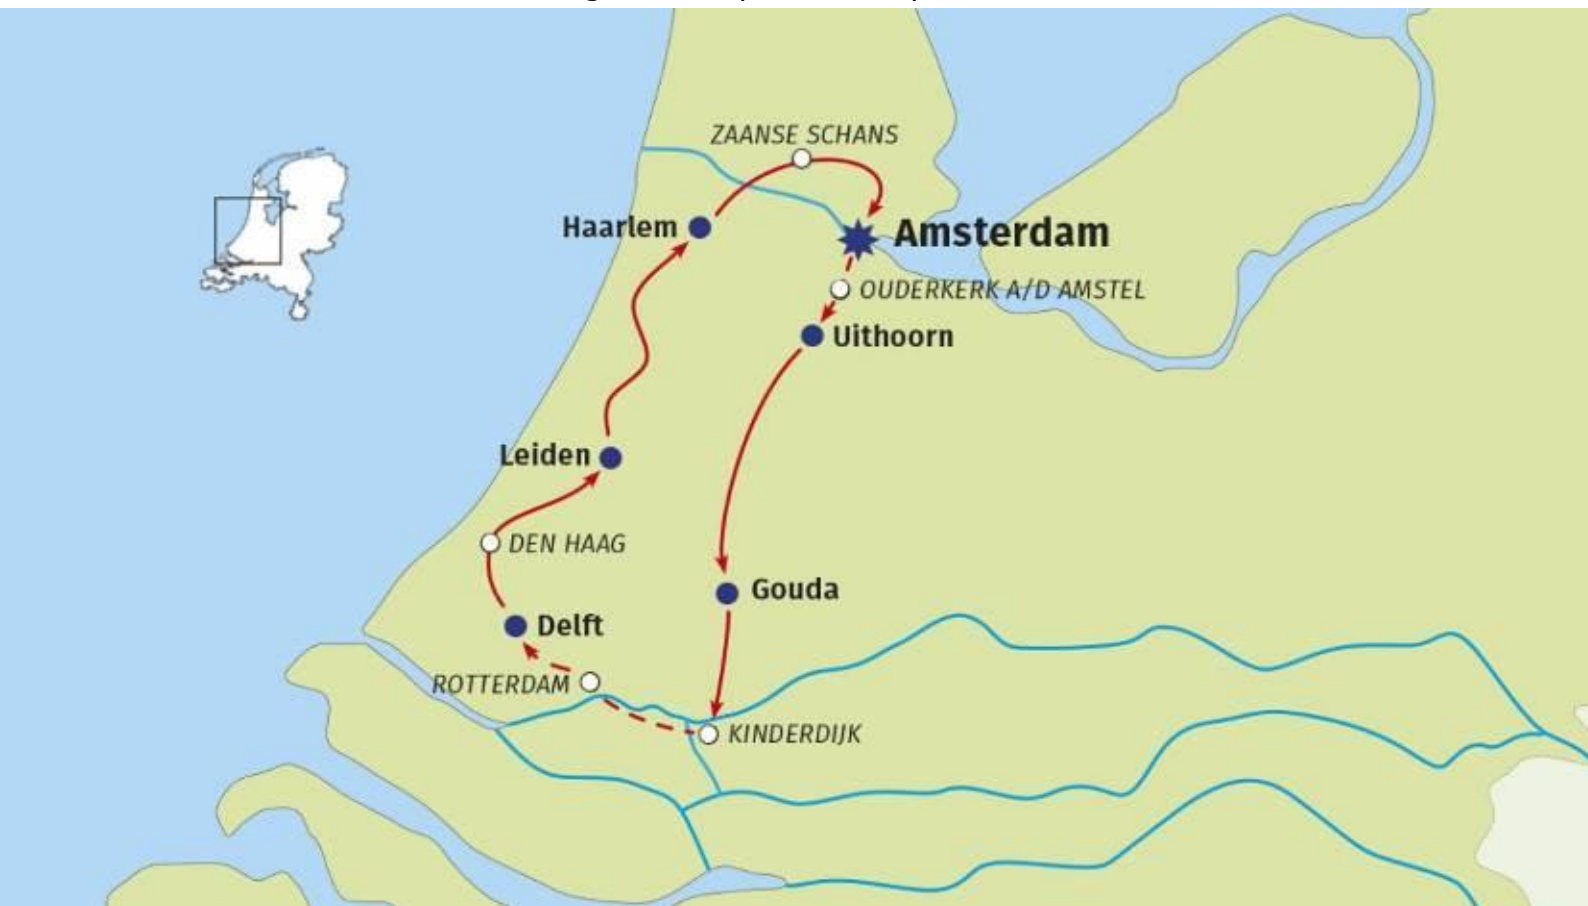 ZAANSE SCHANS
Haarlem
Amsterdam
OUDERKERK A/D AMSTEL
Uithoorn
Leiden
DEN HAAG
Gouda
Delft
ROTTERDAM
KINDERDIJK